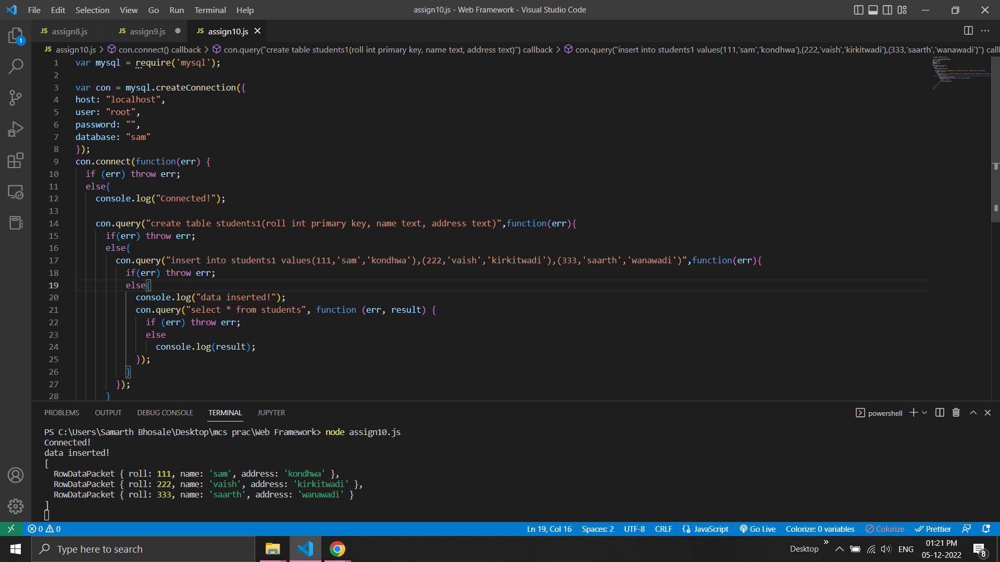 File Edit Selection View Go Run Terminal Help
assign10.js - Web Framework - Visual Studio Code
JS assign8.js JS assign9.js JS assign10.js
JS assign10.js > con.connect() callback > con.query("create table students1(roll int primary key, name text, address text)") callback > con.query("insert into students1 values(111,'sam','kondhwa'),(222,'vaish','kirkitwadi'),(333,'saarth','wanawadi')") call
1 var mysql = require('mysql');
2
3 var con = mysql.createConnection({
4 host: "localhost",
5 user: "root",
6 password: "",
7 database: "sam"
8 });
9 con.connect(function(err) {
10 if (err) throw err;
11 else{
12 console.log("Connected!");
13
14 con.query("create table students1(roll int primary key, name text, address text)",function(err){
15 if(err) throw err;
16 else{
17 con.query("insert into students1 values(111,'sam','kondhwa'),(222,'vaish','kirkitwadi'),(333,'saarth','wanawadi')",function(err){
18 if(err) throw err;
19 else{
20 console.log("data inserted!");
21 con.query("select * from students", function (err, result) {
22 if (err) throw err;
23 else
24 console.log(result);
25 });
26 }
27 });
28 }
PROBLEMS OUTPUT DEBUG CONSOLE TERMINAL JUPYTER
powershell
PS C:\Users\Samarth Bhosale\Desktop\mcs prac\Web Framework> node assign10.js
Connected!
data inserted!
[
RowDataPacket { roll: 111, name: 'sam', address: 'kondhwa' },
RowDataPacket { roll: 222, name: 'vaish', address: 'kirkitwadi' },
RowDataPacket { roll: 333, name: 'saarth', address: 'wanawadi' }
]
0 0 Ln 19, Col 16 Spaces: 2 UTF-8 CRLF {} JavaScript Go Live Colorize: 0 variables Colorize Prettier
Type here to search
Desktop » ENG
01:21 PM
05-12-2022
8
1